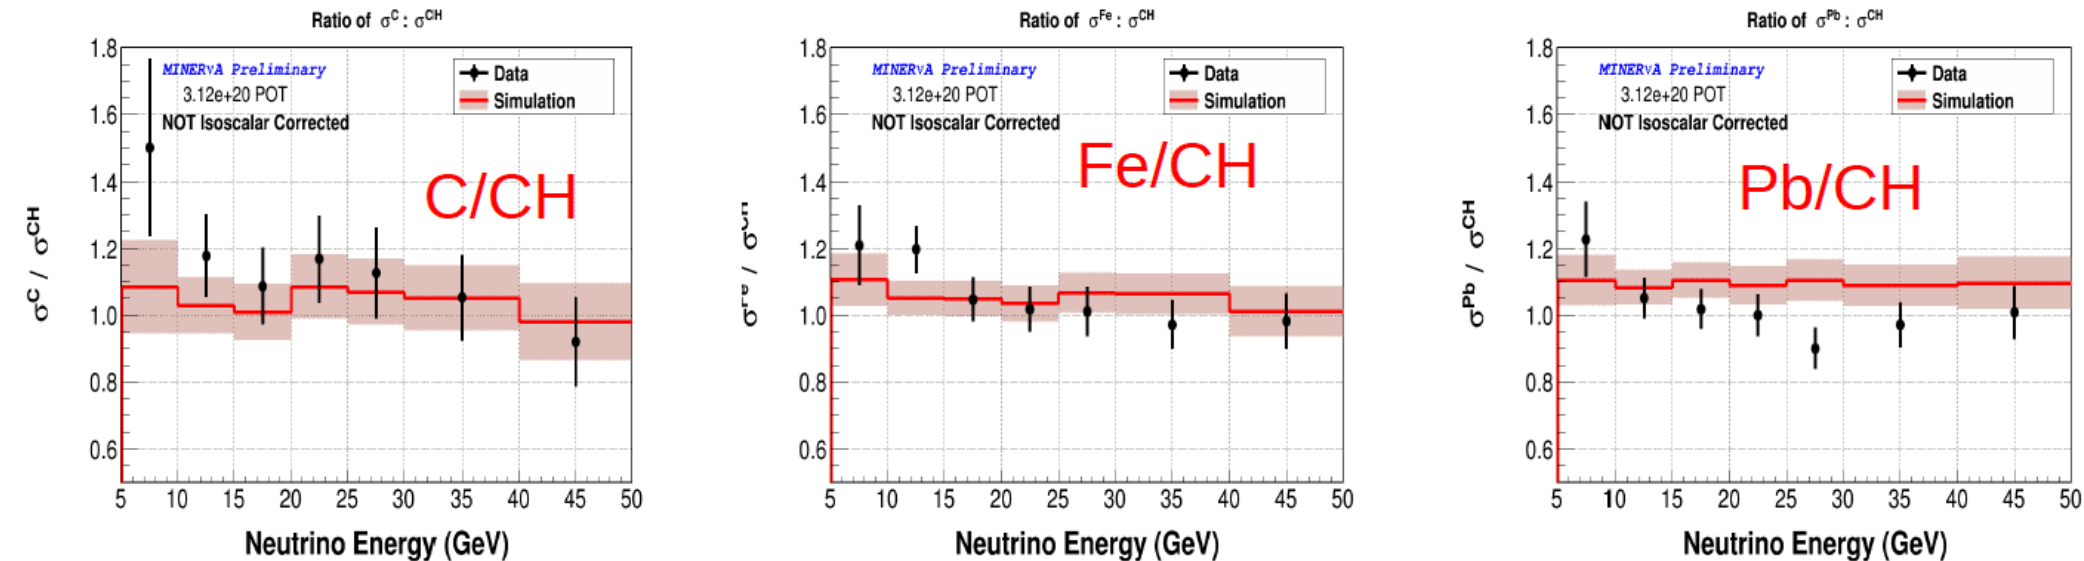 Ratio of σ^C : σ^CH
1.8
1.6
1.4
1.2
1.0
0.8
0.6
σ^C / σ^CH
MINERνA Preliminary
3.12e+20 POT
NOT Isoscalar Corrected
Data
Simulation
C/CH
5 10 15 20 25 30 35 40 45 50
Neutrino Energy (GeV)
Ratio of σ^Fe : σ^CH
1.8
1.6
1.4
1.2
1.0
0.8
0.6
σ^Fe / σ^CH
MINERνA Preliminary
3.12e+20 POT
NOT Isoscalar Corrected
Data
Simulation
Fe/CH
5 10 15 20 25 30 35 40 45 50
Neutrino Energy (GeV)
Ratio of σ^Pb : σ^CH
1.8
1.6
1.4
1.2
1.0
0.8
0.6
σ^Pb / σ^CH
MINERνA Preliminary
3.12e+20 POT
NOT Isoscalar Corrected
Data
Simulation
Pb/CH
5 10 15 20 25 30 35 40 45 50
Neutrino Energy (GeV)